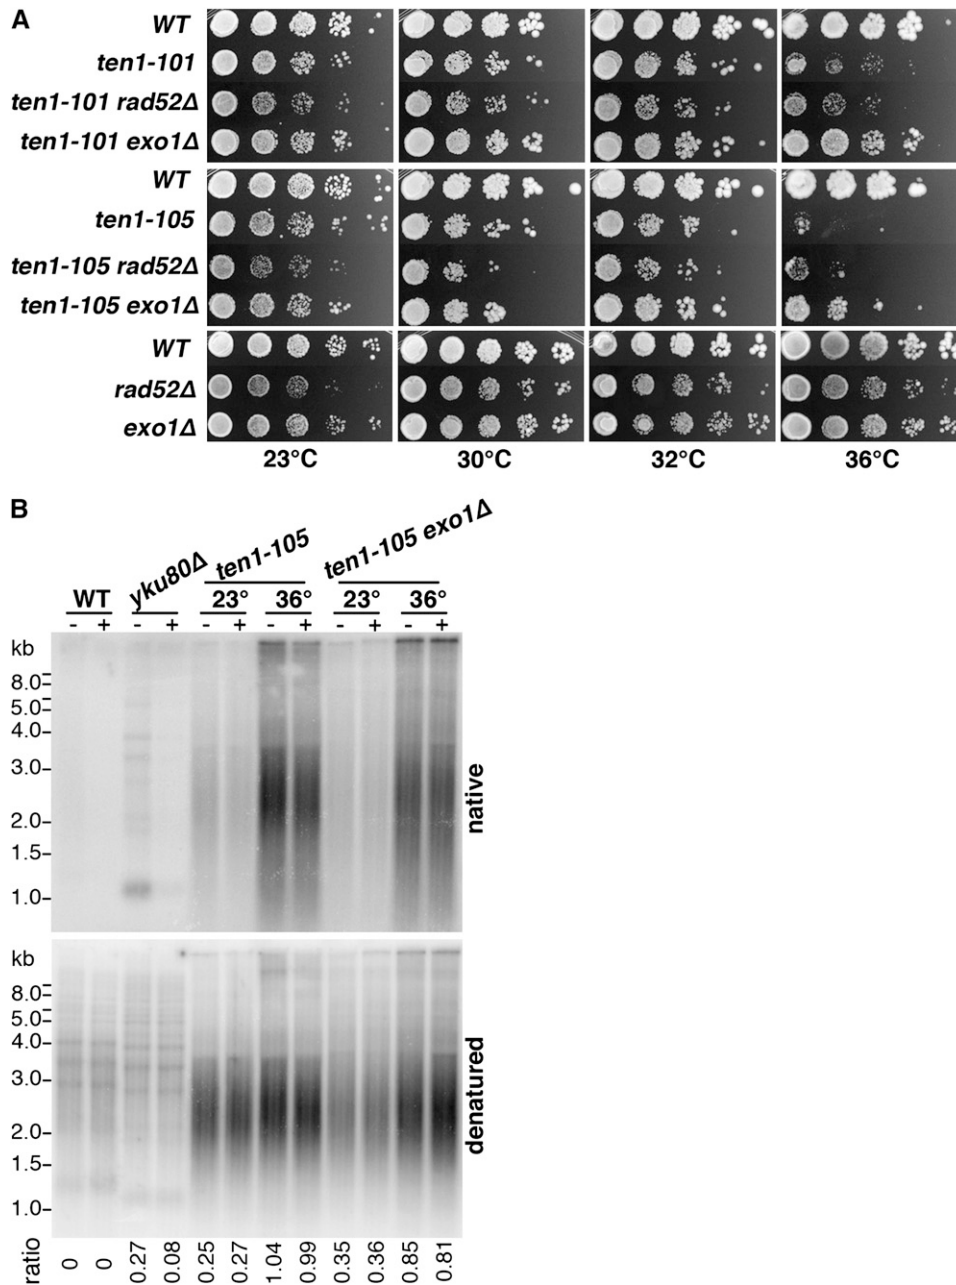 A
WT
ten1-101
ten1-101 rad52Δ
ten1-101 exo1Δ
WT
ten1-105
ten1-105 rad52Δ
ten1-105 exo1Δ
WT
rad52Δ
exo1Δ
23°C 30°C 32°C 36°C
B
WT yku80Δ ten1-105 ten1-105 exo1Δ
23° 36° 23° 36°
- + - + - + - + - + - +
kb
8.0
5.0
4.0
3.0
2.0
1.5
1.0
native
kb
8.0
5.0
4.0
3.0
2.0
1.5
1.0
denatured
ratio 0 0 0.27 0.08 0.25 0.27 1.04 0.99 0.35 0.36 0.85 0.81